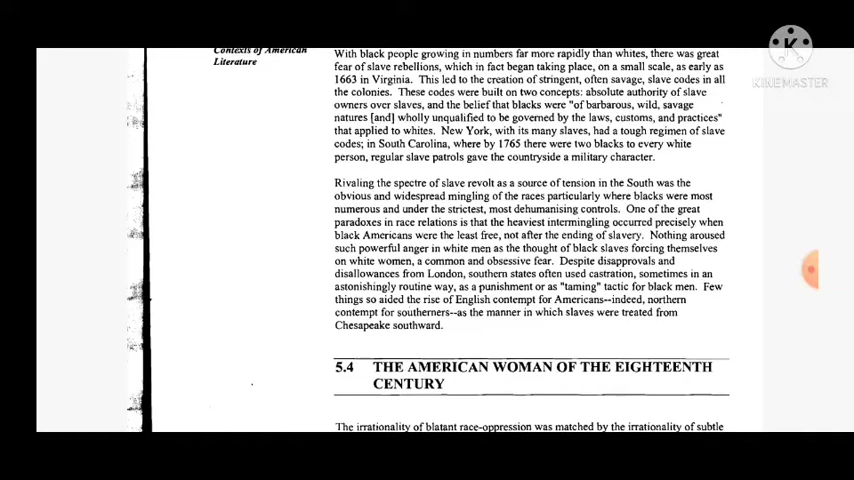 Contexts of American
Literature
With black people growing in numbers far more rapidly than whites, there was great
fear of slave rebellions, which in fact began taking place, on a small scale, as early as
1663 in Virginia. This led to the creation of stringent, often savage, slave codes in all
the colonies. These codes were built on two concepts: absolute authority of slave
owners over slaves, and the belief that blacks were "of barbarous, wild, savage
natures [and] wholly unqualified to be governed by the laws, customs, and practices"
that applied to whites. New York, with its many slaves, had a tough regimen of slave
codes; in South Carolina, where by 1765 there were two blacks to every white
person, regular slave patrols gave the countryside a military character.
Rivaling the spectre of slave revolt as a source of tension in the South was the
obvious and widespread mingling of the races particularly where blacks were most
numerous and under the strictest, most dehumanising controls. One of the great
paradoxes in race relations is that the heaviest intermingling occurred precisely when
black Americans were the least free, not after the ending of slavery. Nothing aroused
such powerful anger in white men as the thought of black slaves forcing themselves
on white women, a common and obsessive fear. Despite disapprovals and
disallowances from London, southern states often used castration, sometimes in an
astonishingly routine way, as a punishment or as "taming" tactic for black men. Few
things so aided the rise of English contempt for Americans--indeed, northern
contempt for southerners--as the manner in which slaves were treated from
Chesapeake southward.
5.4 THE AMERICAN WOMAN OF THE EIGHTEENTH
CENTURY
The irrationality of blatant race-oppression was matched by the irrationality of subtle
KINEMASTER